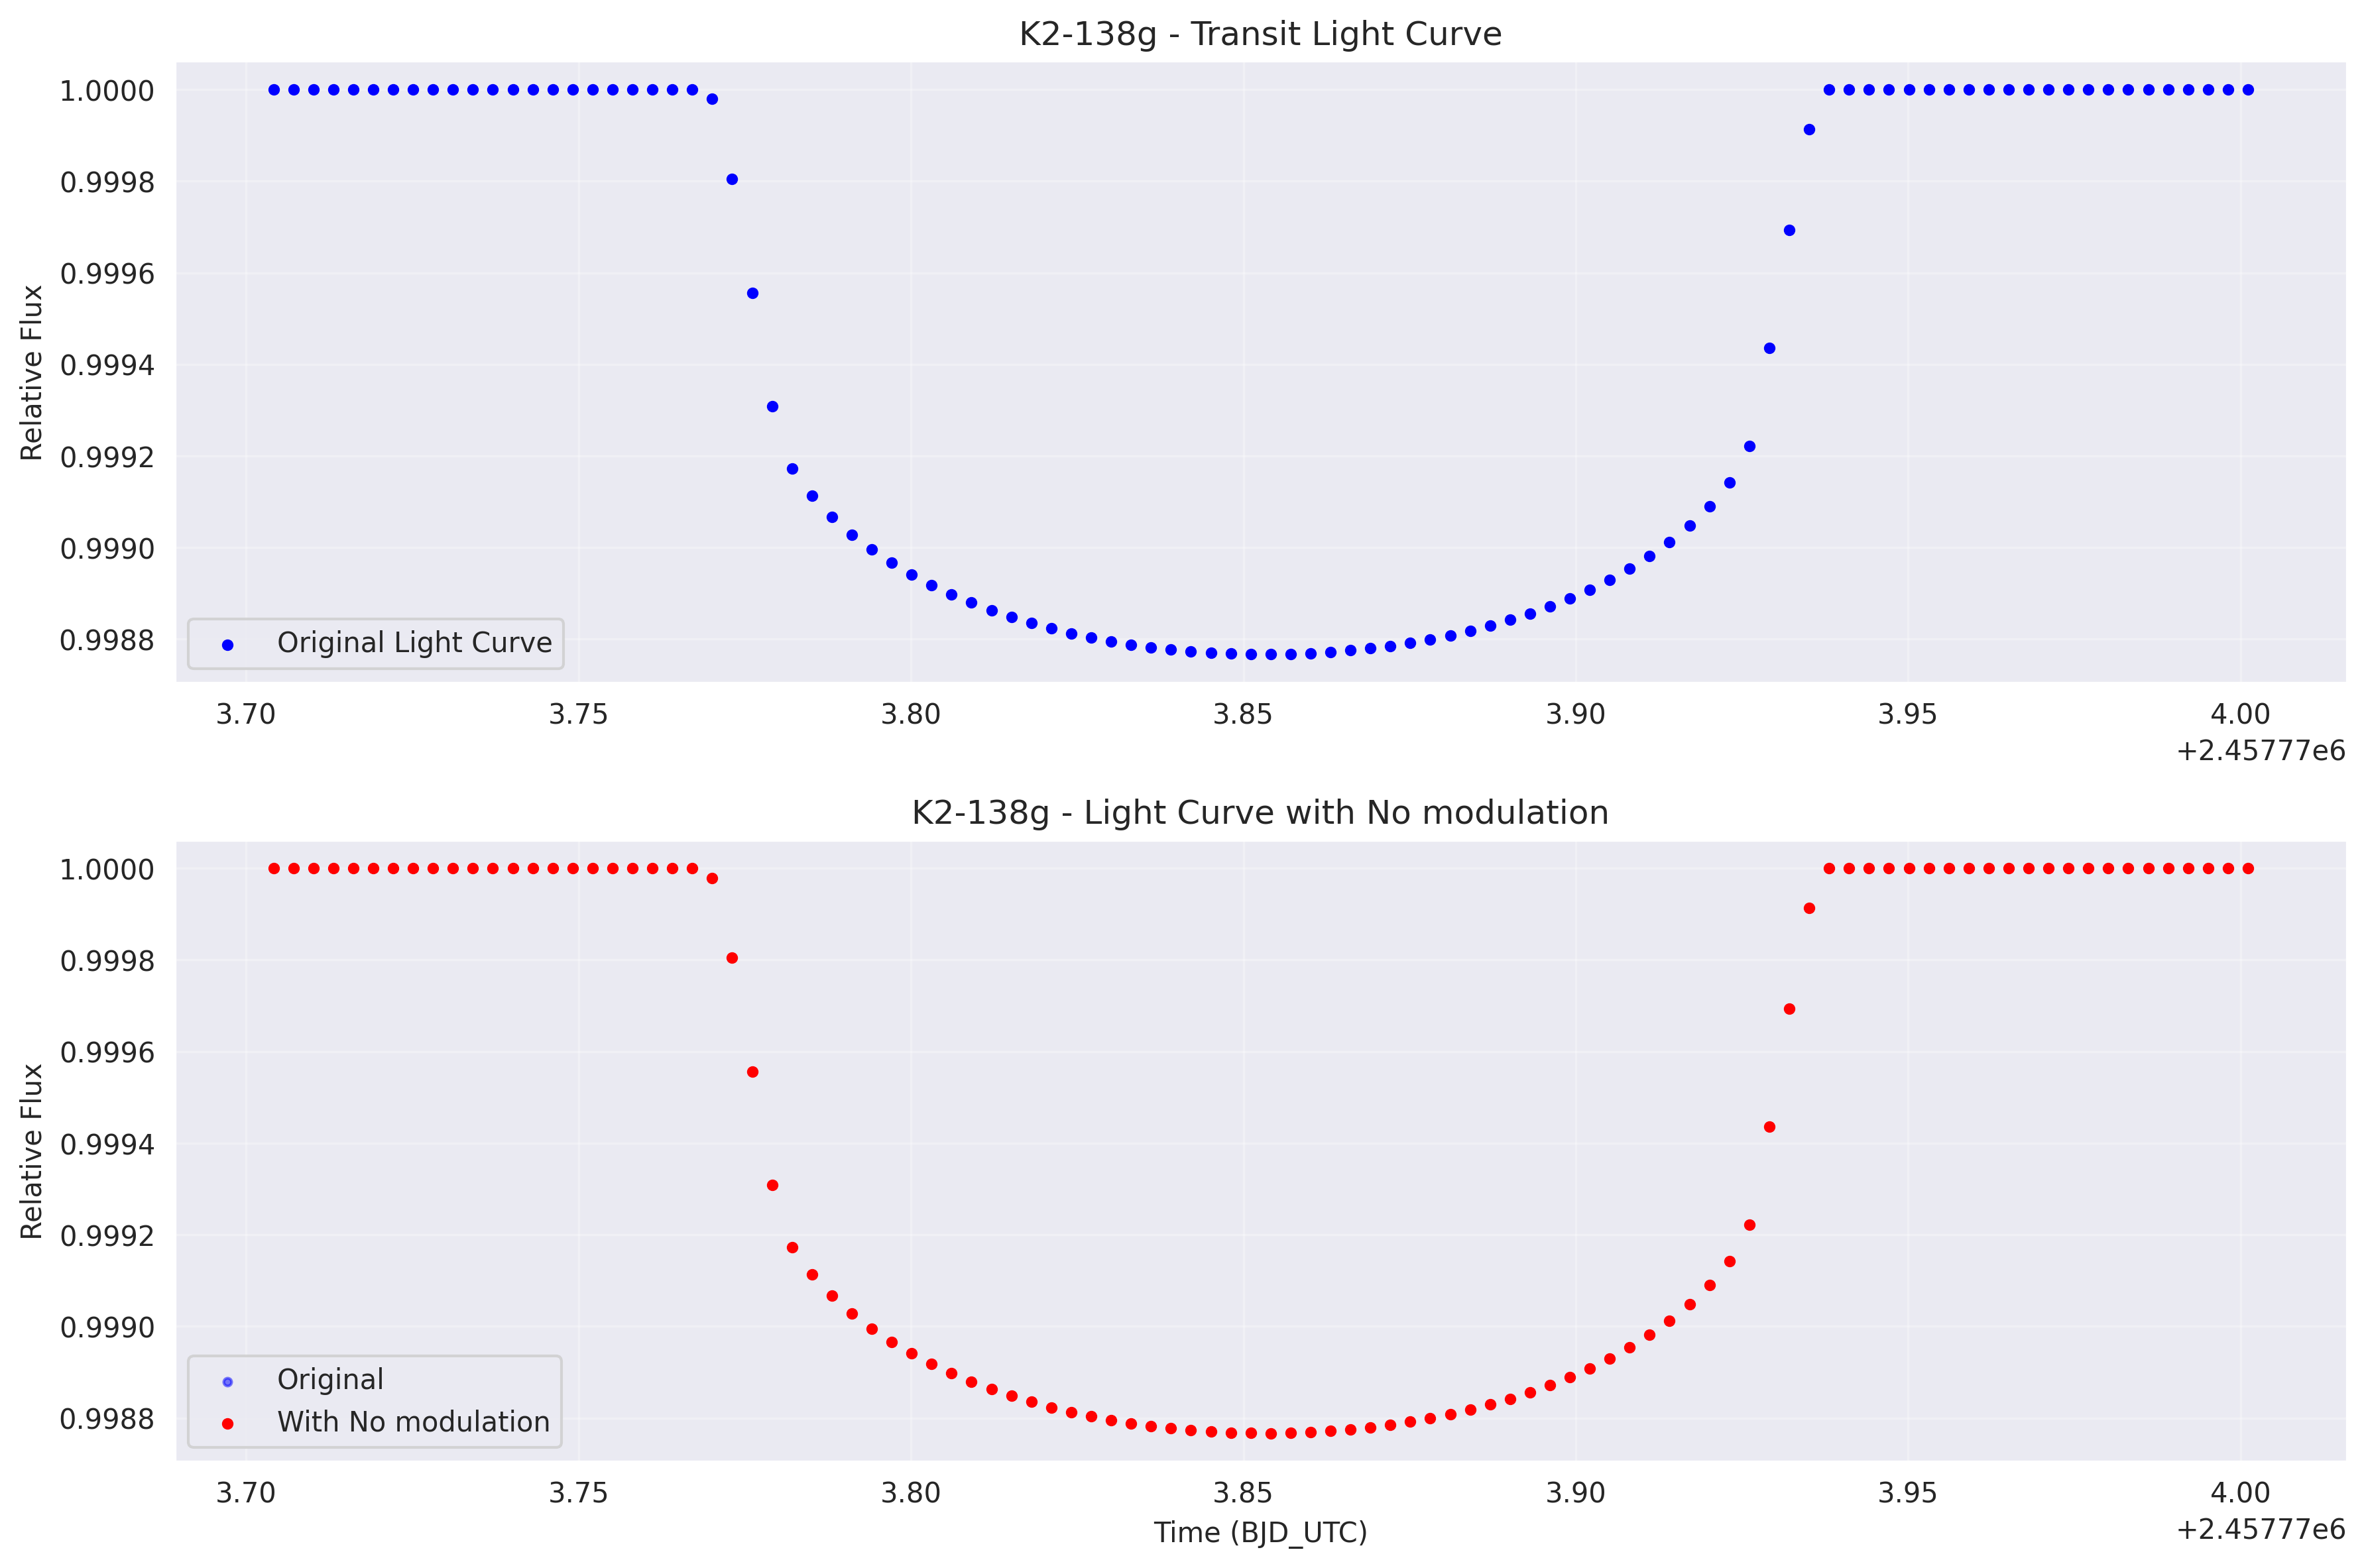 K2-138g - Transit Light Curve
Relative Flux
1.0000
0.9998
0.9996
0.9994
0.9992
0.9990
0.9988
Original Light Curve
3.70 3.75 3.80 3.85 3.90 3.95 4.00
+2.45777e6
K2-138g - Light Curve with No modulation
Relative Flux
1.0000
0.9998
0.9996
0.9994
0.9992
0.9990
0.9988
Original
With No modulation
3.70 3.75 3.80 3.85 3.90 3.95 4.00
Time (BJD_UTC)
+2.45777e6